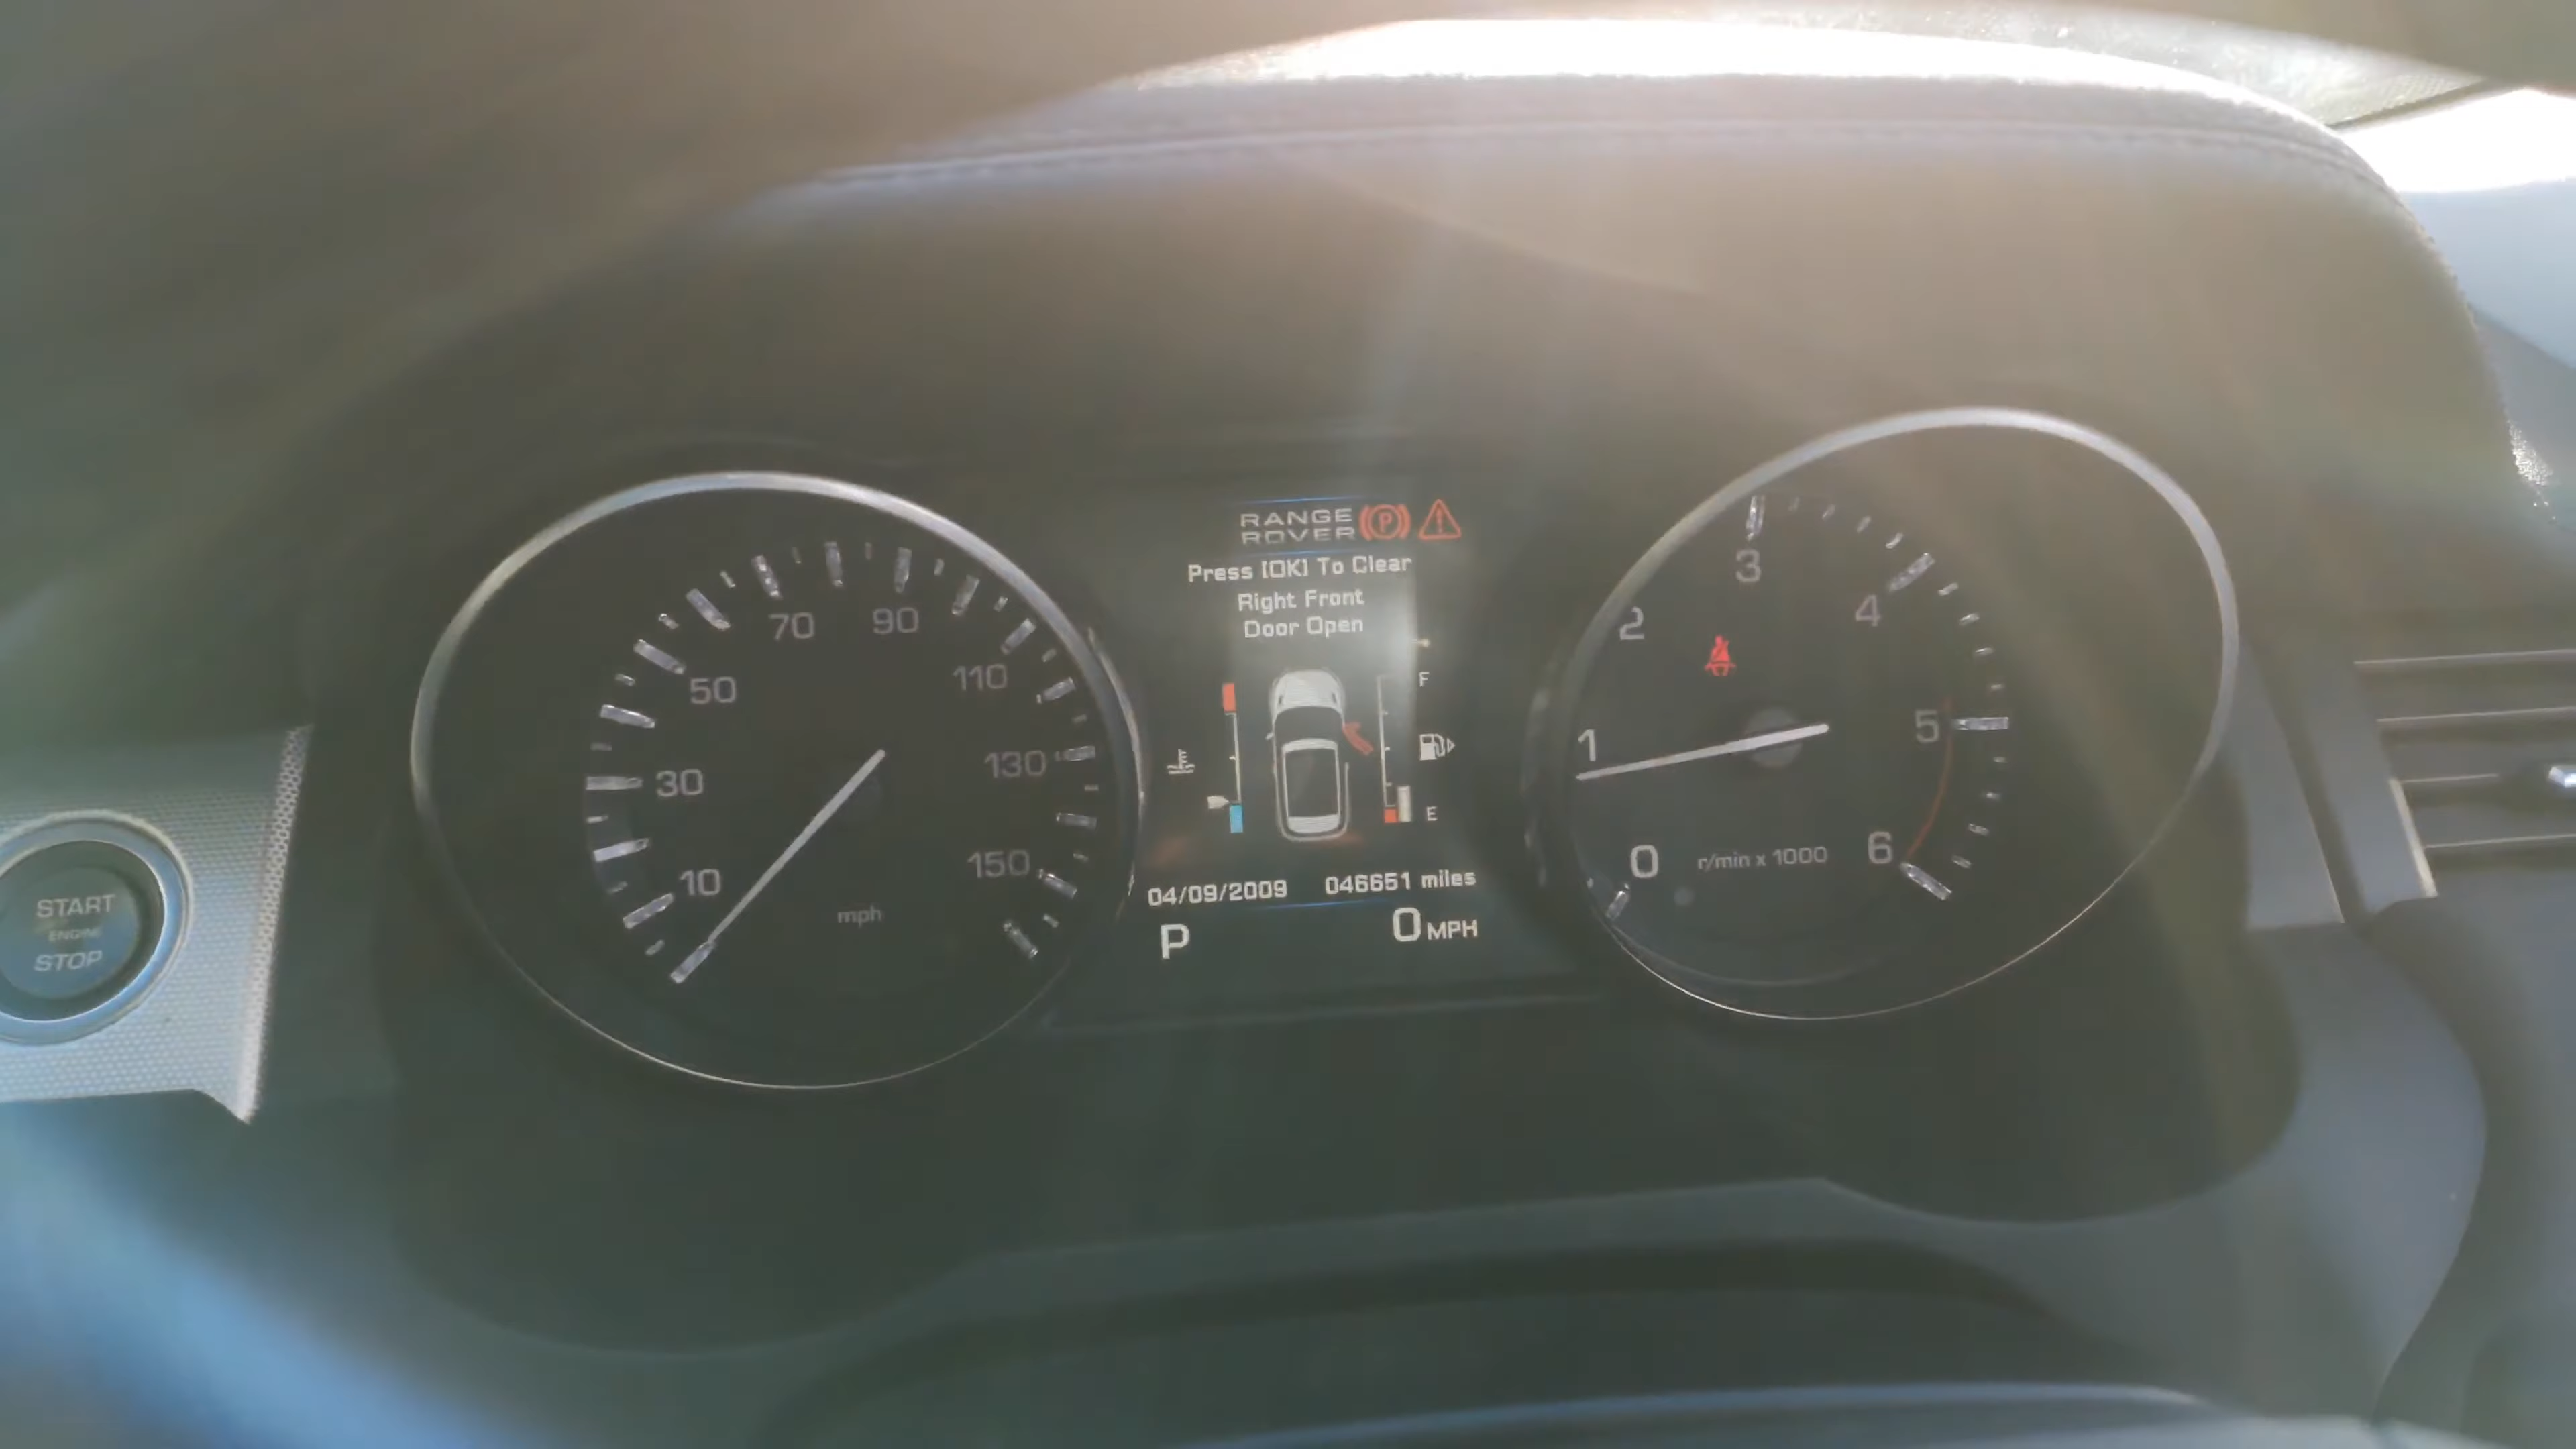 RANGE
ROVER
Press [OK] To Clear
Right Front
Door Open
F
E
04/09/2009 046651 miles
P 0 MPH
10
30
50
70
90
110
130
150
mph
0
1
2
3
4
5
6
r/min x 1000
START
ENGINE
STOP